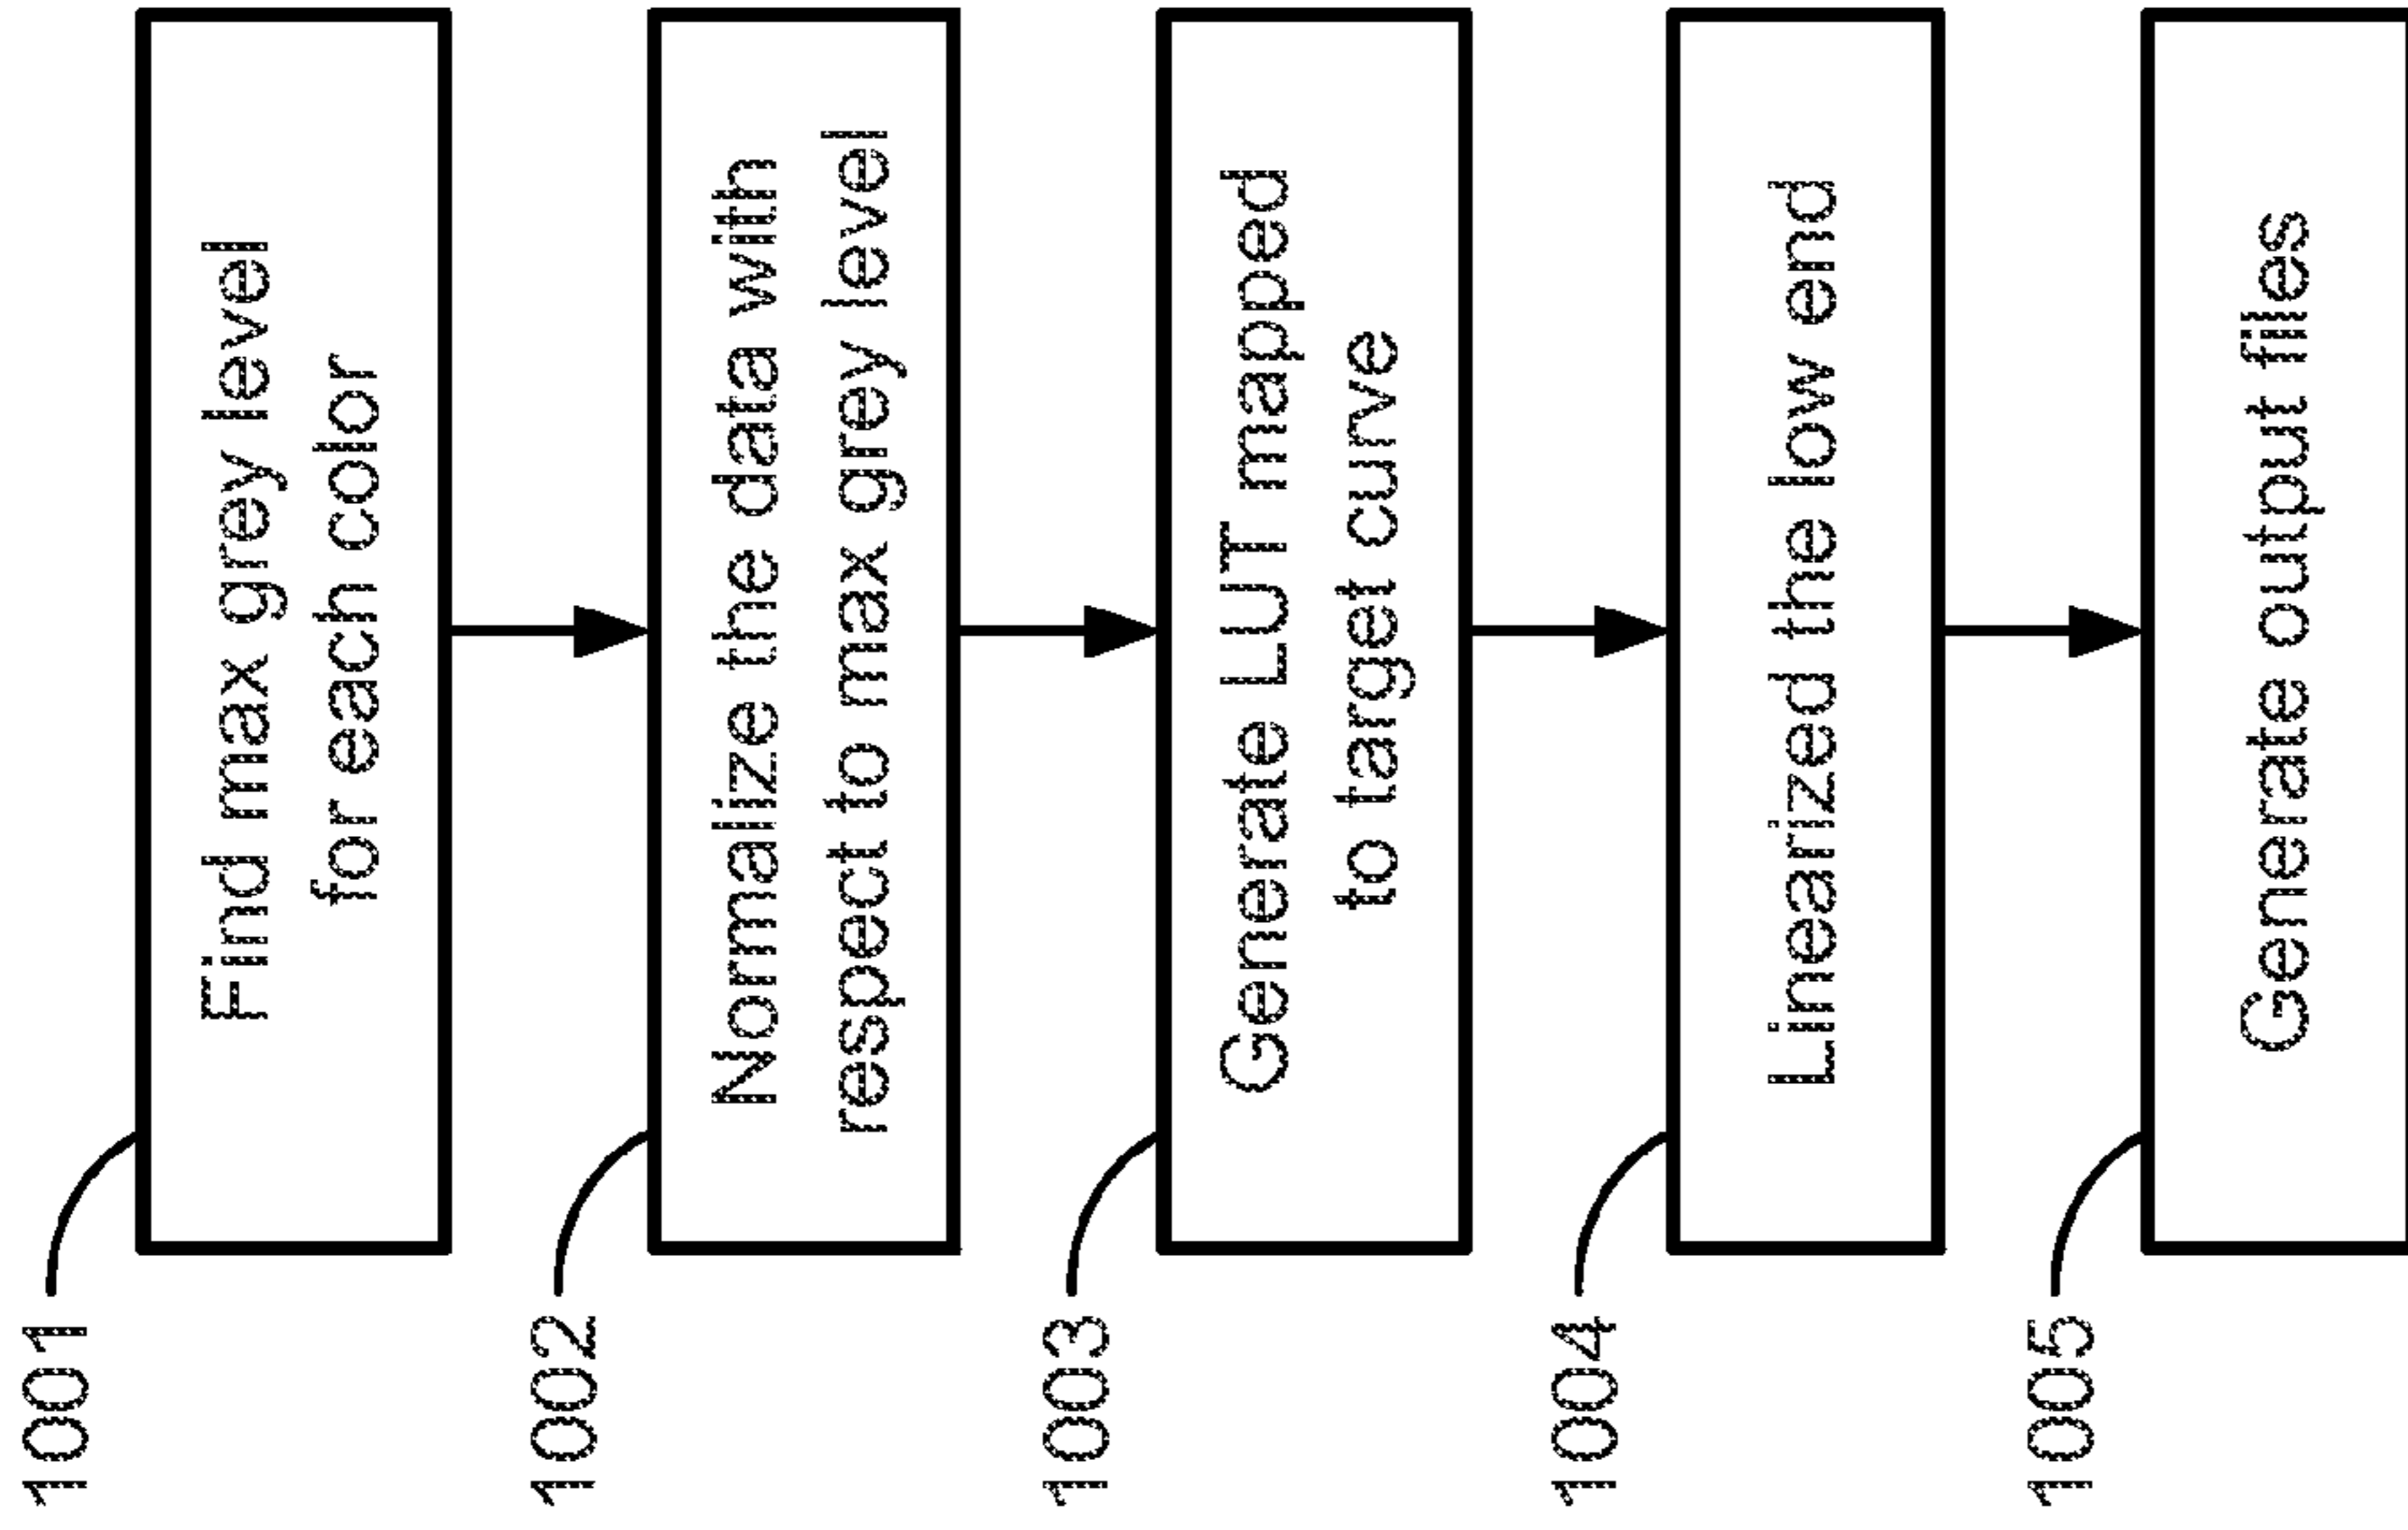 1001
Find max grey level
for each color
1002
Normalize the data with
respect to max grey level
1003
Generate LUT mapped
to target curve
1004
Linearized the low end
1005
Generate output files